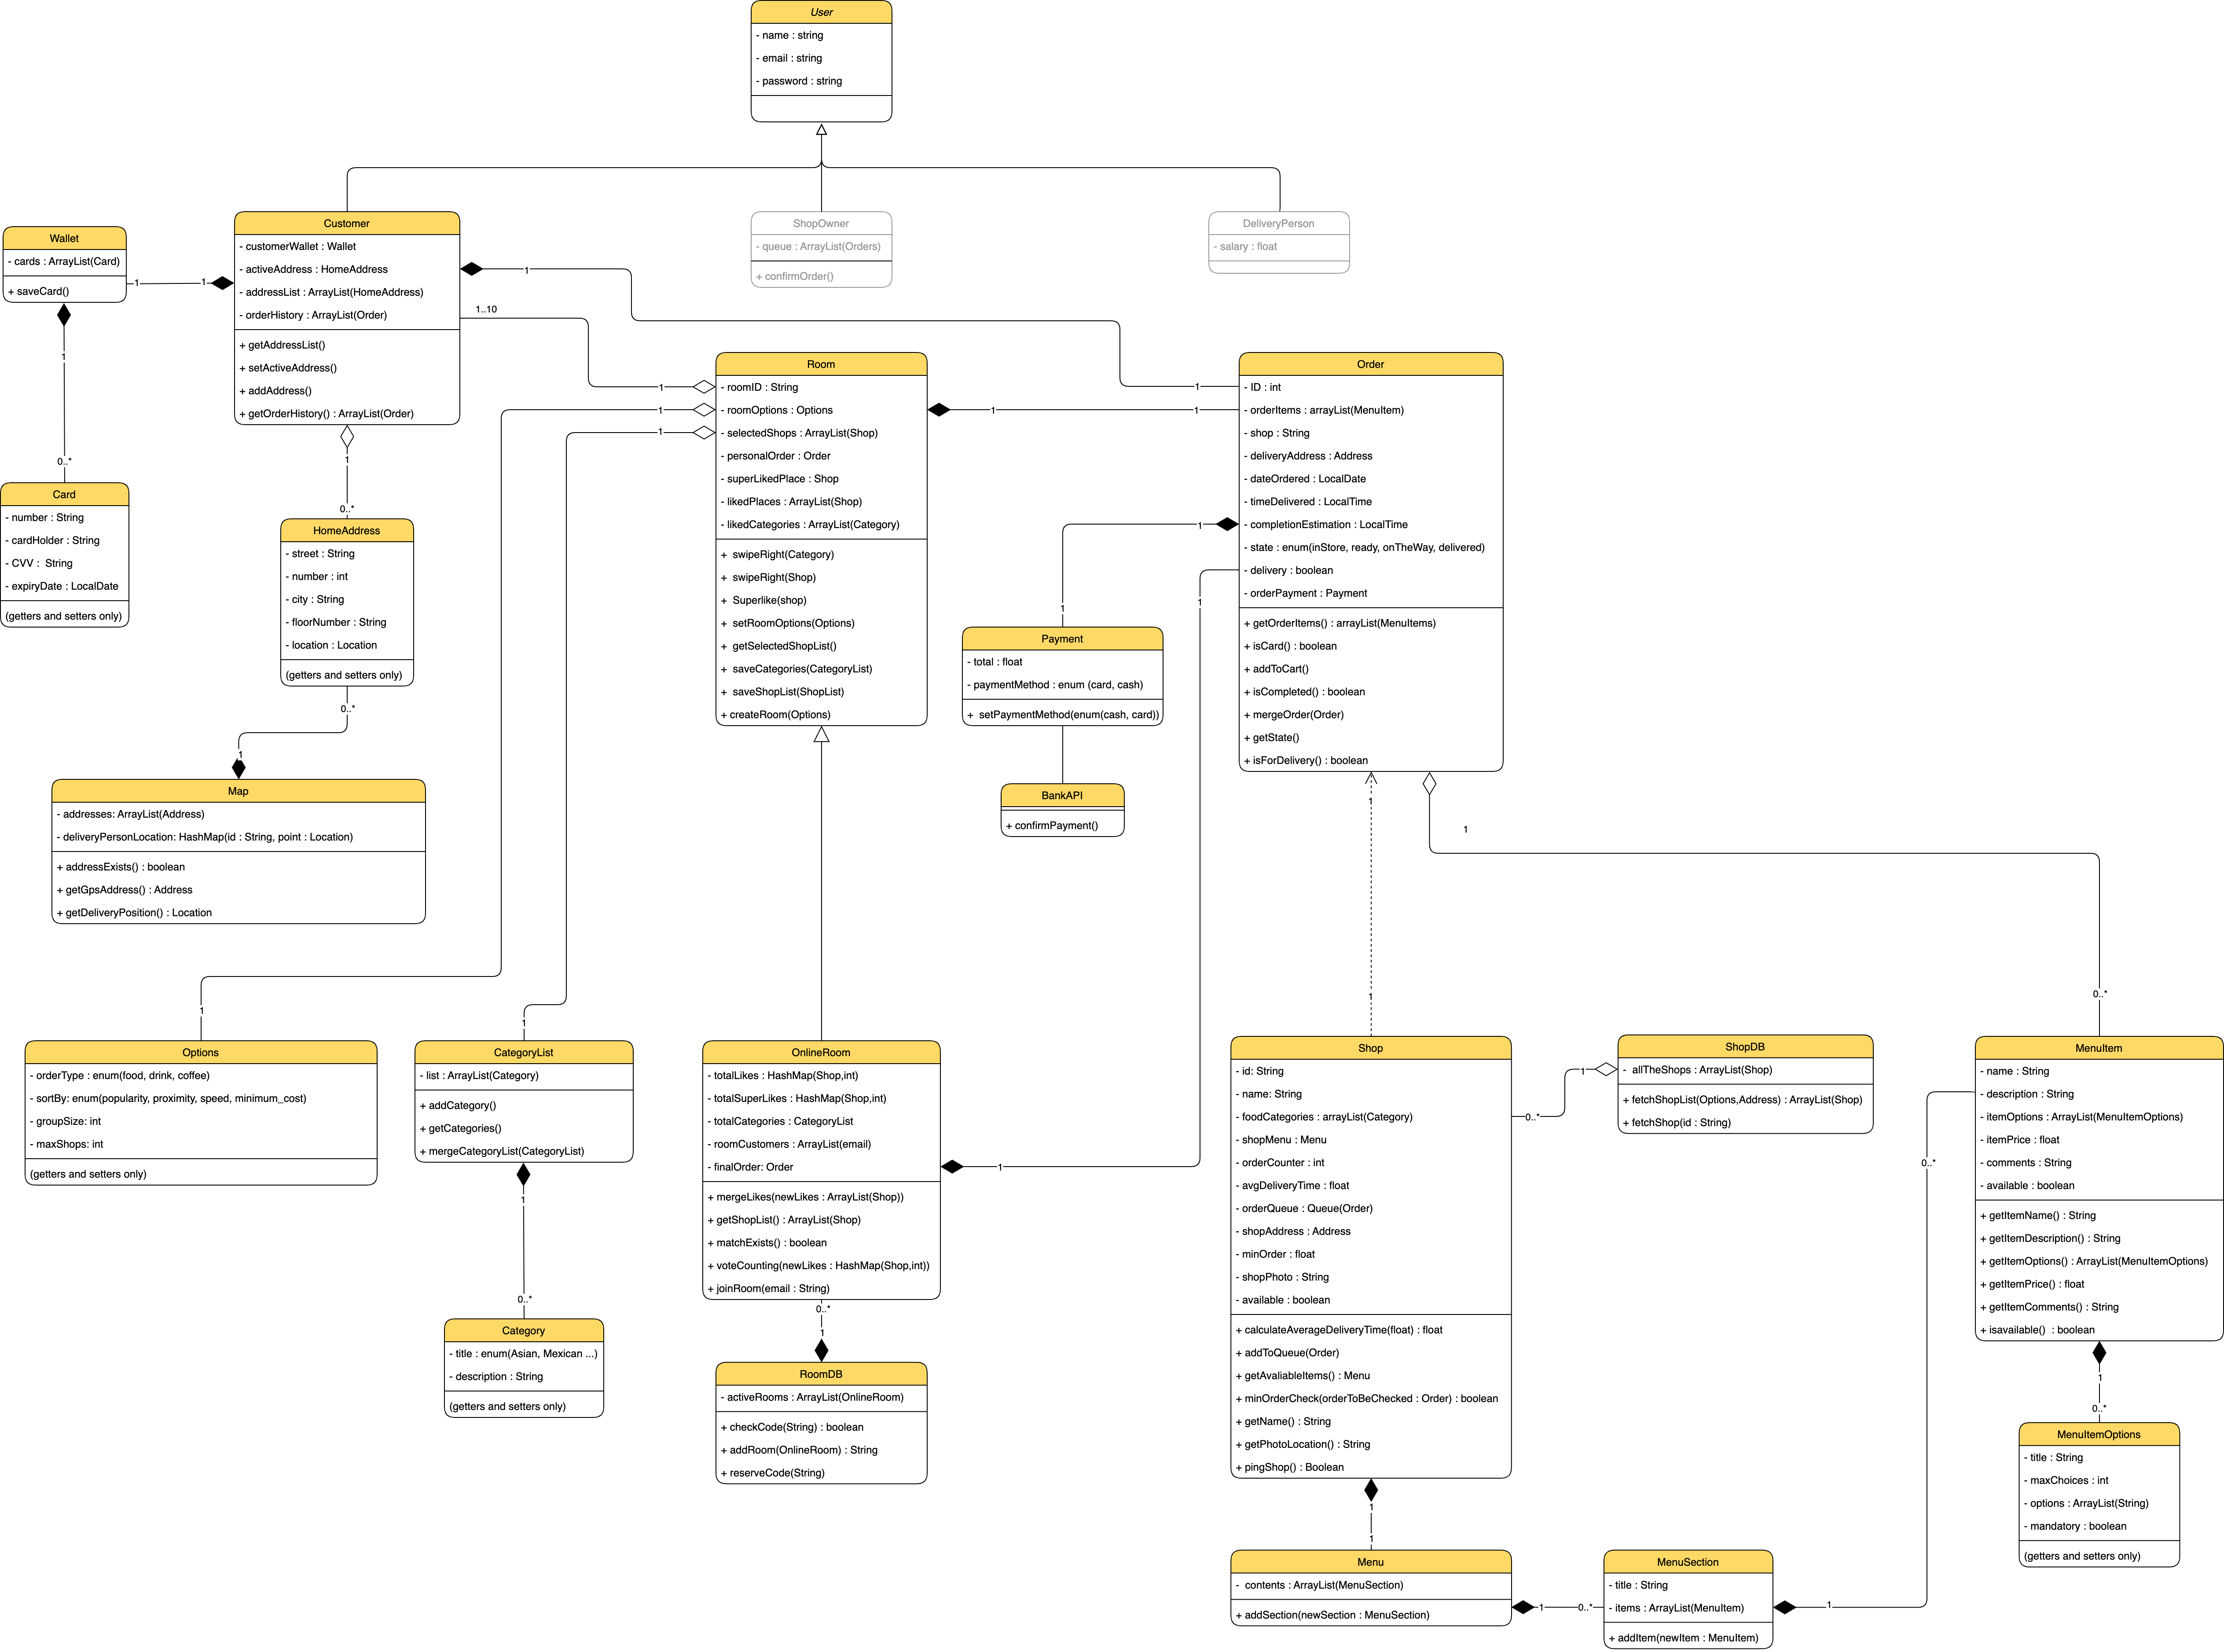 User
- name : string
- email : string
- password : string
Customer
- customerWallet : Wallet
- activeAddress : HomeAddress
- addressList : ArrayList(HomeAddress)
- orderHistory : ArrayList(Order)
+ getAddressList()
+ setActiveAddress()
+ addAddress()
+ getOrderHistory() : ArrayList(Order)
ShopOwner
- queue : ArrayList(Orders)
+ confirmOrder()
DeliveryPerson
- salary : float
Wallet
- cards : ArrayList(Card)
+ saveCard()
1
1
1
0..*
1
1
1..10
1
1
1
1
1
1
0..*
Card
- number : String
- cardHolder : String
- CVV : String
- expiryDate : LocalDate
(getters and setters only)
HomeAddress
- street : String
- number : int
- city : String
- floorNumber : String
- location : Location
(getters and setters only)
0..*
1
Map
- addresses: ArrayList(Address)
- deliveryPersonLocation: HashMap(id : String, point : Location)
+ addressExists() : boolean
+ getGpsAddress() : Address
+ getDeliveryPosition() : Location
Room
- roomID : String
- roomOptions : Options
- selectedShops : ArrayList(Shop)
- personalOrder : Order
- superLikedPlace : Shop
- likedPlaces : ArrayList(Shop)
- likedCategories : ArrayList(Category)
+ swipeRight(Category)
+ swipeRight(Shop)
+ Superlike(shop)
+ setRoomOptions(Options)
+ getSelectedShopList()
+ saveCategories(CategoryList)
+ saveShopList(ShopList)
+ createRoom(Options)
Order
- ID : int
- orderItems : arrayList(MenuItem)
- shop : String
- deliveryAddress : Address
- dateOrdered : LocalDate
- timeDelivered : LocalTime
- completionEstimation : LocalTime
- state : enum(inStore, ready, onTheWay, delivered)
- delivery : boolean
- orderPayment : Payment
+ getOrderItems() : arrayList(MenuItems)
+ isCard() : boolean
+ addToCart()
+ isCompleted() : boolean
+ mergeOrder(Order)
+ getState()
+ isForDelivery() : boolean
1
1
1
Payment
- total : float
- paymentMethod : enum (card, cash)
+ setPaymentMethod(enum(cash, card))
BankAPI
+ confirmPayment()
1
1
1
0..*
1
1
Options
- orderType : enum(food, drink, coffee)
- sortBy: enum(popularity, proximity, speed, minimum_cost)
- groupSize: int
- maxShops: int
(getters and setters only)
CategoryList
- list : ArrayList(Category)
+ addCategory()
+ getCategories()
+ mergeCategoryList(CategoryList)
1
0..*
Category
- title : enum(Asian, Mexican ...)
- description : String
(getters and setters only)
OnlineRoom
- totalLikes : HashMap(Shop,int)
- totalSuperLikes : HashMap(Shop,int)
- totalCategories : CategoryList
- roomCustomers : ArrayList(email)
- finalOrder: Order
+ mergeLikes(newLikes : ArrayList(Shop))
+ getShopList() : ArrayList(Shop)
+ matchExists() : boolean
+ voteCounting(newLikes : HashMap(Shop,int))
+ joinRoom(email : String)
1
0..*
1
RoomDB
- activeRooms : ArrayList(OnlineRoom)
+ checkCode(String) : boolean
+ addRoom(OnlineRoom) : String
+ reserveCode(String)
Shop
- id: String
- name: String
- foodCategories : arrayList(Category)
- shopMenu : Menu
- orderCounter : int
- avgDeliveryTime : float
- orderQueue : Queue(Order)
- shopAddress : Address
- minOrder : float
- shopPhoto : String
- available : boolean
+ calculateAverageDeliveryTime(float) : float
+ addToQueue(Order)
+ getAvaliableItems() : Menu
+ minOrderCheck(orderToBeChecked : Order) : boolean
+ getName() : String
+ getPhotoLocation() : String
+ pingShop() : Boolean
1
0..*
ShopDB
- allTheShops : ArrayList(Shop)
+ fetchShopList(Options,Address) : ArrayList(Shop)
+ fetchShop(id : String)
MenuItem
- name : String
- description : String
- itemOptions : ArrayList(MenuItemOptions)
- itemPrice : float
- comments : String
- available : boolean
+ getItemName() : String
+ getItemDescription() : String
+ getItemOptions() : ArrayList(MenuItemOptions)
+ getItemPrice() : float
+ getItemComments() : String
+ isavailable() : boolean
0..*
1
0..*
MenuItemOptions
- title : String
- maxChoices : int
- options : ArrayList(String)
- mandatory : boolean
(getters and setters only)
1
1
Menu
- contents : ArrayList(MenuSection)
+ addSection(newSection : MenuSection)
1
0..*
MenuSection
- title : String
- items : ArrayList(MenuItem)
+ addItem(newItem : MenuItem)
1